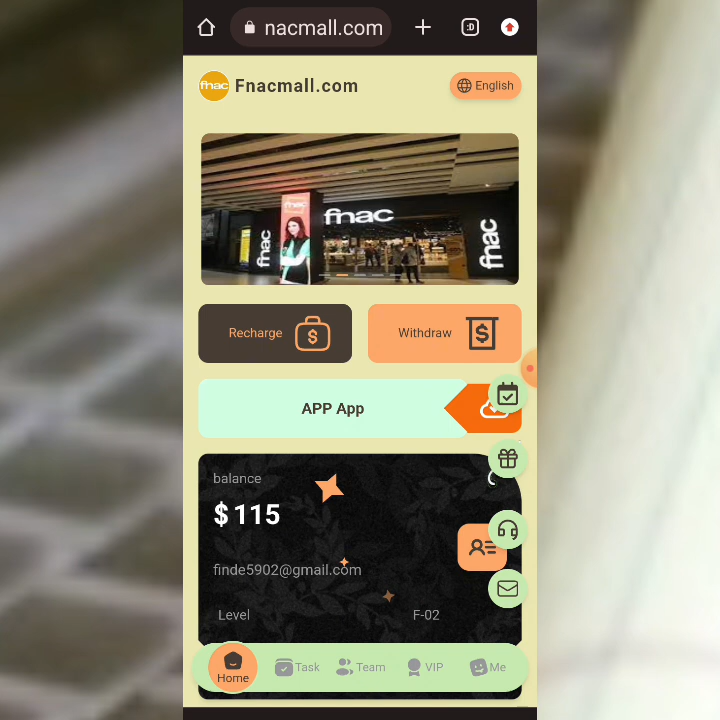 nacmall.com
:D
fnac
Fnacmall.com
English
fnac
fnac
fnac
fnac
Recharge
Withdraw
APP App
balance
$ 115
finde5902@gmail.com
Level
F-02
Home
Task
Team
VIP
Me